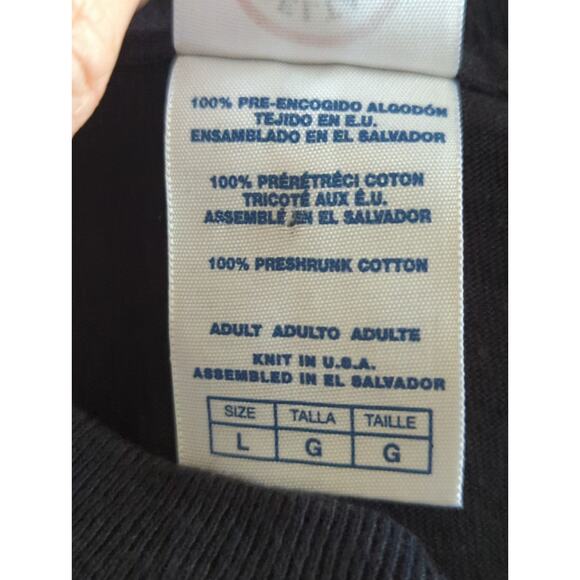 100% PRE-ENCOGIDO ALGODÓN
TEJIDO EN E.U.
ENSAMBLADO EN EL SALVADOR
100% PRÉRÉTRÉCI COTON
TRICOTÉ AUX É.U.
ASSEMBLÉ EN EL SALVADOR
100% PRESHRUNK COTTON
ADULT ADULTO ADULTE
KNIT IN U.S.A.
ASSEMBLED IN EL SALVADOR
SIZE TALLA TAILLE
L G G